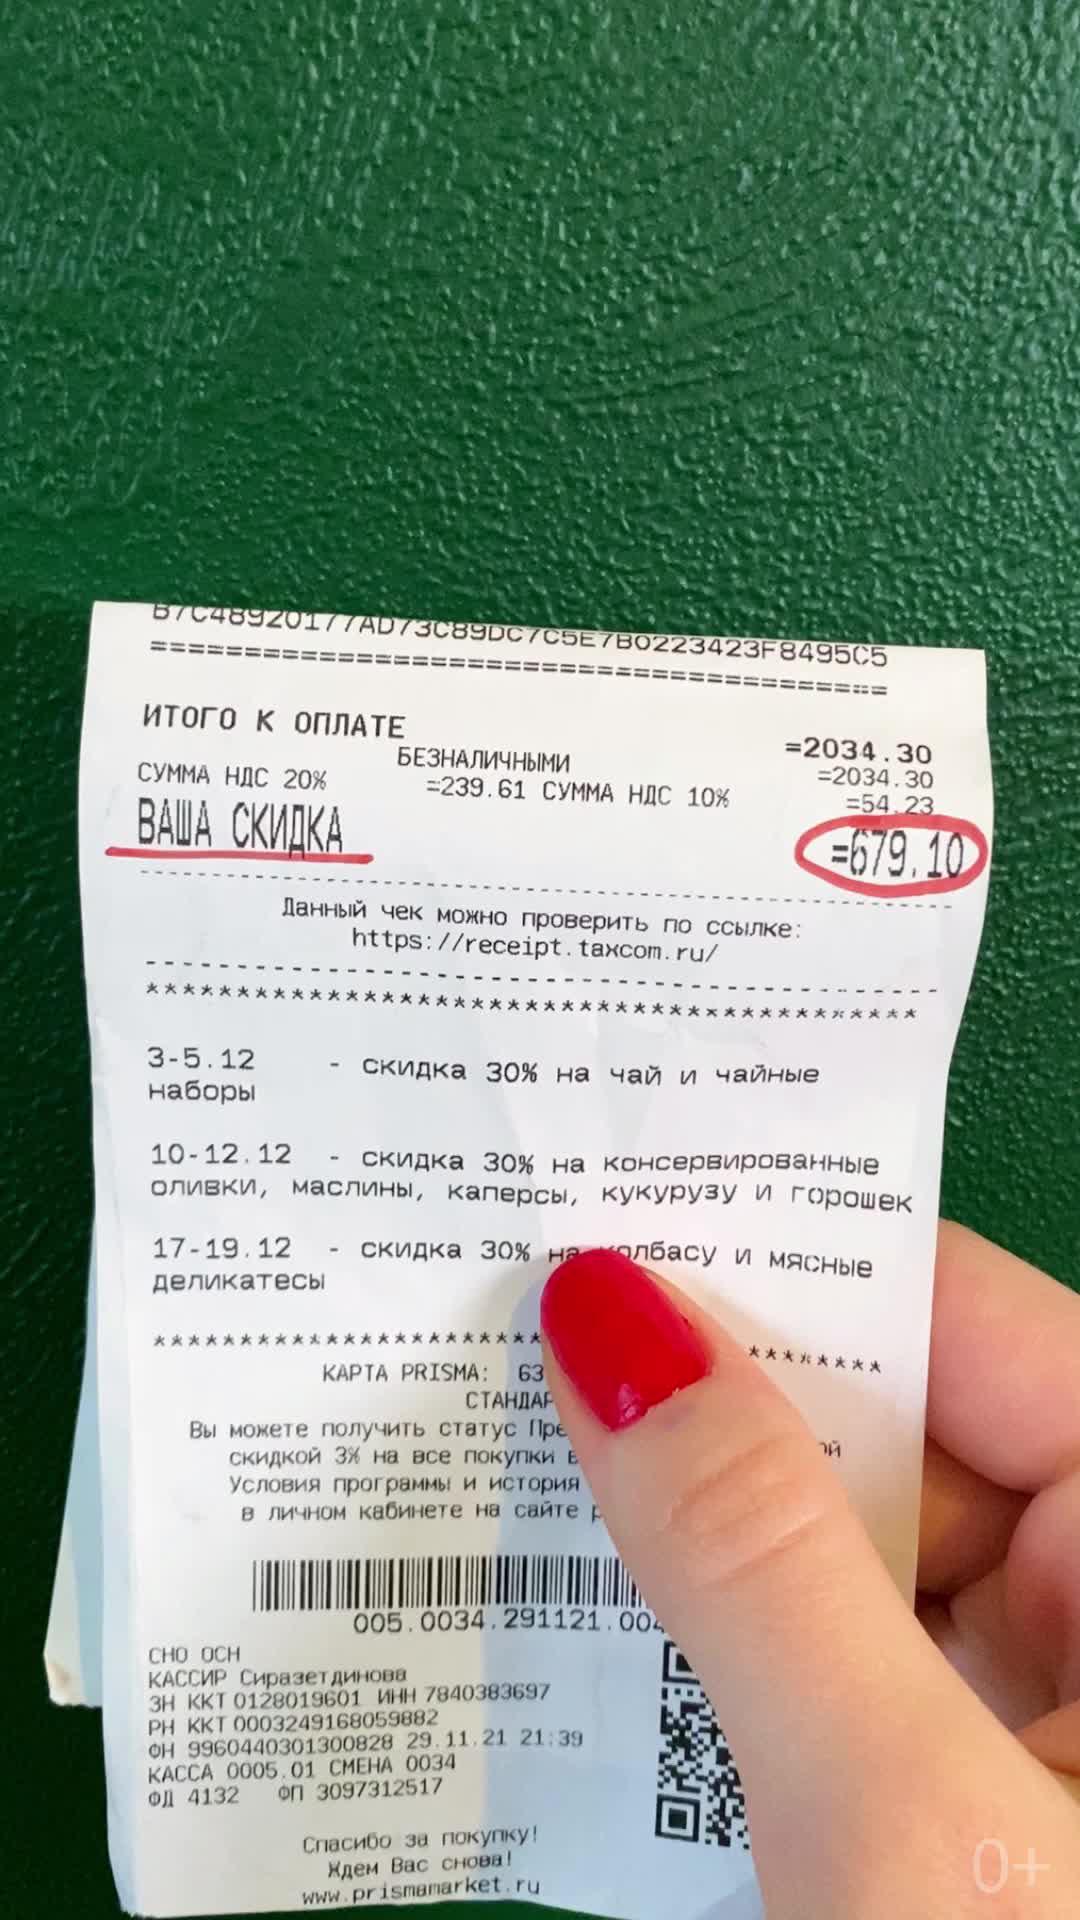 B7C48920177AD73C89DC7C5E7B0223423F8495C5
========================================
ИТОГО К ОПЛАТЕ =2034.30
БЕЗНАЛИЧНЫМИ =2034.30
СУММА НДС 20% =239.61 СУММА НДС 10% =54.23
ВАША СКИДКА =679.10
Данный чек можно проверить по ссылке:
https://receipt.taxcom.ru/
3-5.12 - скидка 30% на чай и чайные
наборы
10-12.12 - скидка 30% на консервированные
оливки, маслины, каперсы, кукурузу и горошек
17-19.12 - скидка 30% на колбасу и мясные
деликатесы
КАРТА PRISMA: 63
СТАНДАР
Вы можете получить статус Пре
скидкой 3% на все покупки в
Условия программы и история
в личном кабинете на сайте
005.0034.291121.004
СНО ОСН
КАССИР Сиразетдинова
ЗН ККТ 0128019601 ИНН 7840383697
РН ККТ 0003249168059882
ФН 9960440301300828 29.11.21 21:39
КАССА 0005.01 СМЕНА 0034
ФД 4132 ФП 3097312517
Спасибо за покупку!
Ждем Вас снова!
www.prismamarket.ru
0+